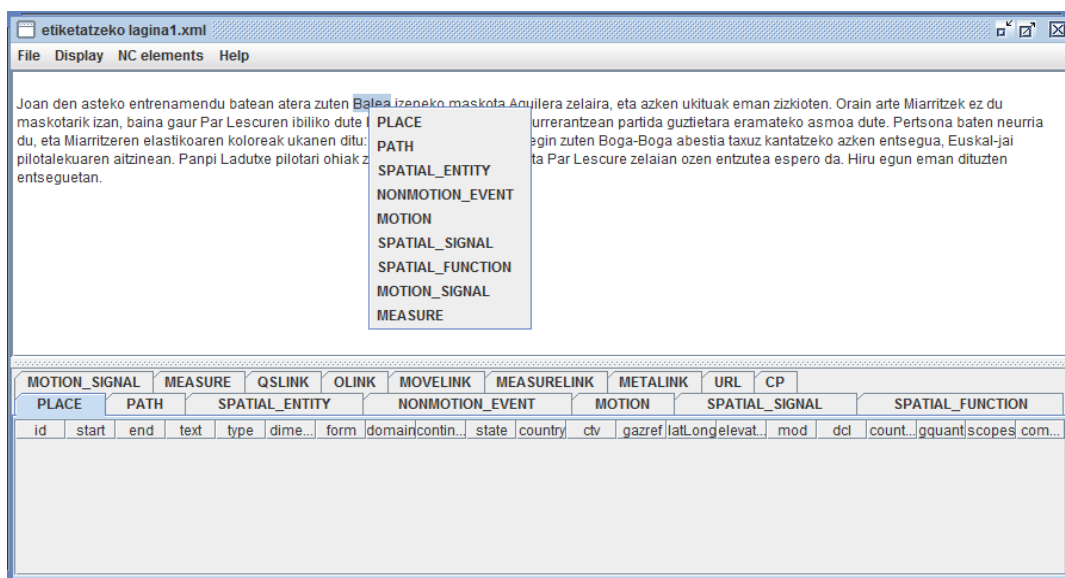 etiketatzeko lagina1.xml
File Display NC elements Help
Joan den asteko entrenamendu batean atera zuten Balea izeneko maskota Aguilera zelaira, eta azken ukituak eman zizkioten. Orain arte Miarritzek ez du
maskotarik izan, baina gaur Par Lescuren ibiliko dute urrerantzean partida guztietara eramateko asmoa dute. Pertsona baten neurria
du, eta Miarritzeren elastikoaren koloreak ukanen ditu: egin zuten Boga-Boga abestia taxuz kantatzeko azken entsegua, Euskal-jai
pilotalekuaren aitzinean. Panpi Ladutxe pilotari ohiak z ta Par Lescure zelaian ozen entzutea espero da. Hiru egun eman dituzten
entseguetan.
PLACE
PATH
SPATIAL_ENTITY
NONMOTION_EVENT
MOTION
SPATIAL_SIGNAL
SPATIAL_FUNCTION
MOTION_SIGNAL
MEASURE
MOTION_SIGNAL MEASURE QSLINK OLINK MOVELINK MEASURELINK METALINK URL CP
PLACE PATH SPATIAL_ENTITY NONMOTION_EVENT MOTION SPATIAL_SIGNAL SPATIAL_FUNCTION
id start end text type dime... form domain contin... state country ctv gazref latLong elevat... mod dcl count... gquant scopes com...